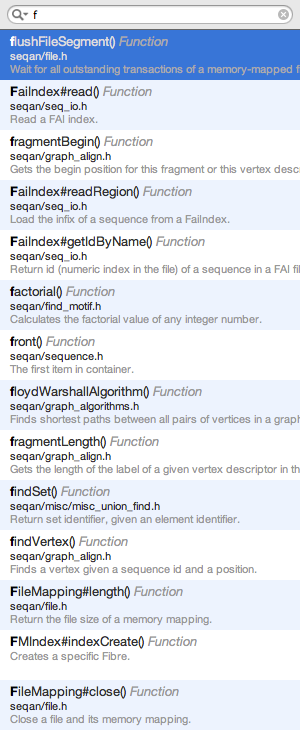 f
flushFileSegment() Function
seqan/file.h
Wait for all outstanding transactions of a memory-mapped f
FaiIndex#read() Function
seqan/seq_io.h
Read a FAI index.
fragmentBegin() Function
seqan/graph_align.h
Gets the begin position for this fragment or this vertex desc
FaiIndex#readRegion() Function
seqan/seq_io.h
Load the infix of a sequence from a FaiIndex.
FaiIndex#getIdByName() Function
seqan/seq_io.h
Return id (numeric index in the file) of a sequence in a FAI fi
factorial() Function
seqan/find_motif.h
Calculates the factorial value of any integer number.
front() Function
seqan/sequence.h
The first item in container.
floydWarshallAlgorithm() Function
seqan/graph_algorithms.h
Finds shortest paths between all pairs of vertices in a graph
fragmentLength() Function
seqan/graph_align.h
Gets the length of the label of a given vertex descriptor in th
findSet() Function
seqan/misc/misc_union_find.h
Return set identifier, given an element identifier.
findVertex() Function
seqan/graph_align.h
Finds a vertex given a sequence id and a position.
FileMapping#length() Function
seqan/file.h
Return the file size of a memory mapping.
FMIndex#indexCreate() Function
Creates a specific Fibre.
FileMapping#close() Function
seqan/file.h
Close a file and its memory mapping.